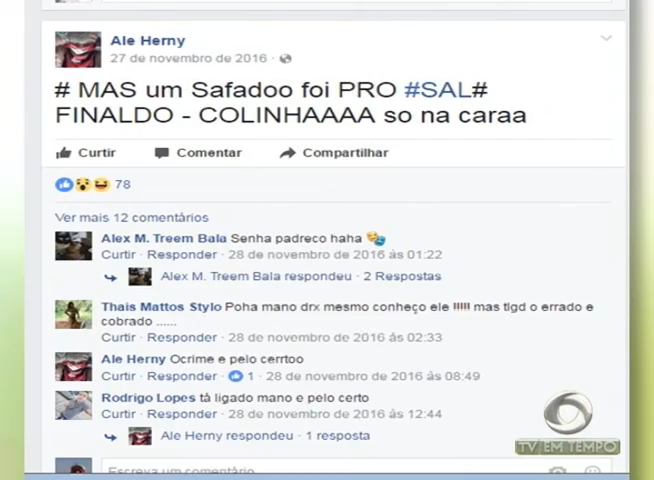 Ale Herny
27 de novembro de 2016 ·
# MAS um Safadoo foi PRO #SAL#
FINALDO - COLINHAAAA so na caraa
Curtir Comentar Compartilhar
78
Ver mais 12 comentários
Alex M. Treem Bala Senha padreco haha
Curtir · Responder · 28 de novembro de 2016 às 01:22
Alex M. Treem Bala respondeu · 2 Respostas
Thais Mattos Stylo Poha mano drx mesmo conheço ele !!!!! mas tlgd o errado e
cobrado ......
Curtir · Responder · 28 de novembro de 2016 às 02:33
Ale Herny Ocrime e pelo cerrtoo
Curtir · Responder · 1 · 28 de novembro de 2016 às 08:49
Rodrigo Lopes tá ligado mano e pelo certo
Curtir · Responder · 28 de novembro de 2016 às 12:44
Ale Herny respondeu · 1 resposta
Escreva um comentário
TV EM TEMPO